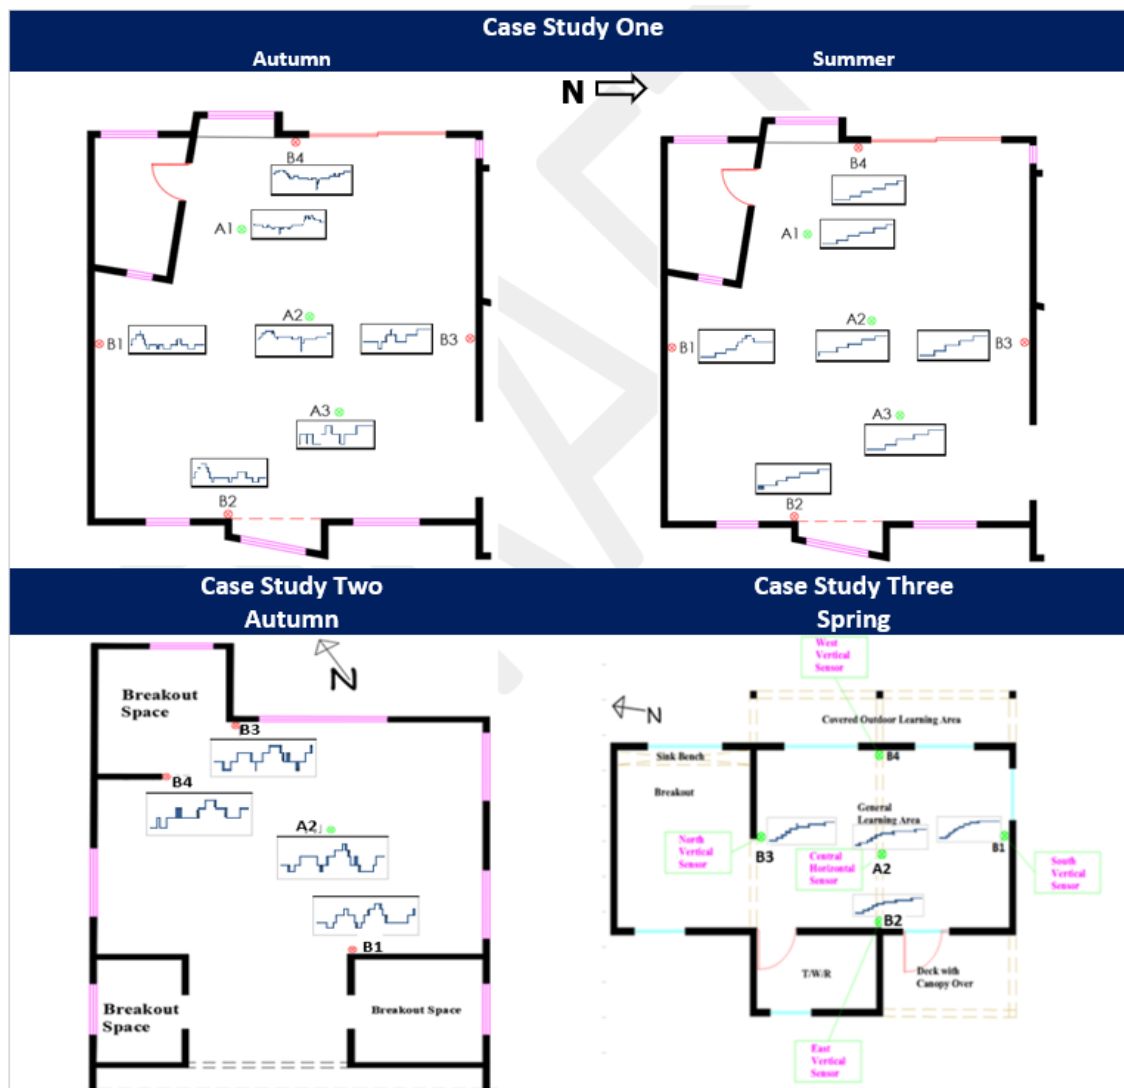 Case Study One
Autumn
Summer
N
B4
A1
A2
B1
B3
A3
B2
B4
A1
A2
B1
B3
A3
B2
Case Study Two
Autumn
Case Study Three
Spring
N
Breakout
Space
B3
B4
A2
B1
Breakout
Space
Breakout Space
West
Vertical
Sensor
N
Covered Outdoor Learning Area
Sink Bench
B4
Breakout
General
Learning Area
North
Vertical
Sensor
B3
Central
Horizontal
Sensor
A2
B1
South
Vertical
Sensor
B2
T/W/R
Deck with
Canopy Over
East
Vertical
Sensor